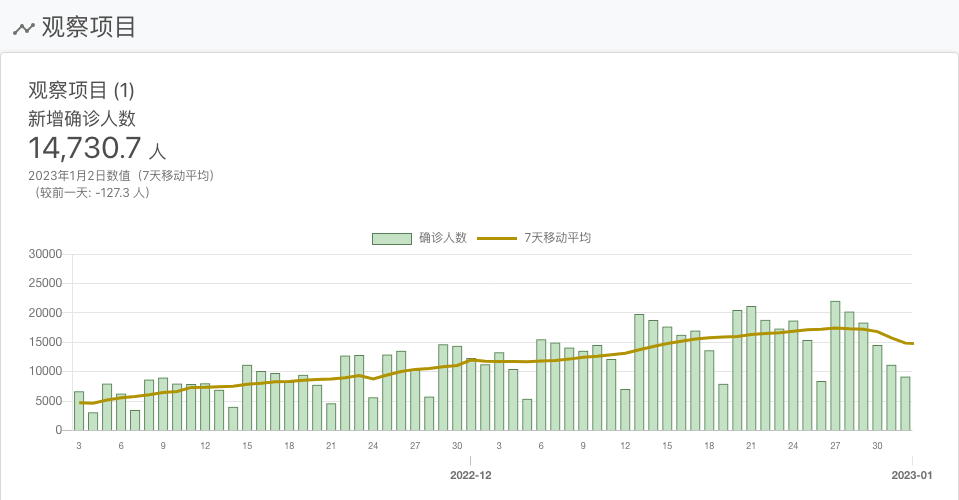 观察项目
观察项目 (1)
新增确诊人数
14,730.7 人
2023年1月2日数值（7天移动平均）
（较前一天: -127.3 人）
确诊人数 7天移动平均
30000
25000
20000
15000
10000
5000
0
3 6 9 12 15 18 21 24 27 30 3 6 9 12 15 18 21 24 27 30
2022-12 2023-01